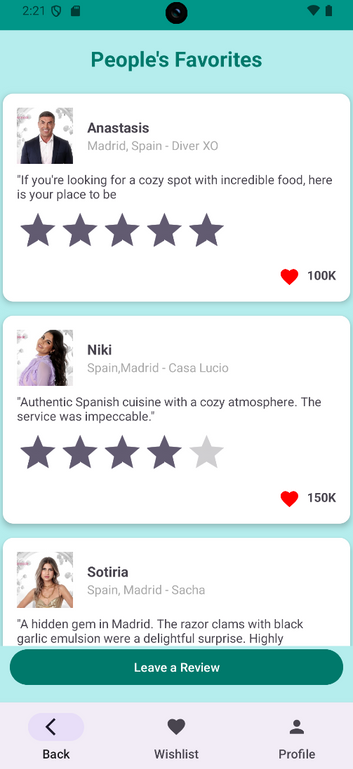 2:21
People's Favorites
Anastasis
Madrid, Spain - Diver XO
"If you're looking for a cozy spot with incredible food, here
is your place to be
100K
Niki
Spain,Madrid - Casa Lucio
"Authentic Spanish cuisine with a cozy atmosphere. The
service was impeccable."
150K
Sotiria
Spain, Madrid - Sacha
"A hidden gem in Madrid. The razor clams with black
garlic emulsion were a delightful surprise. Highly
Leave a Review
Back
Wishlist
Profile